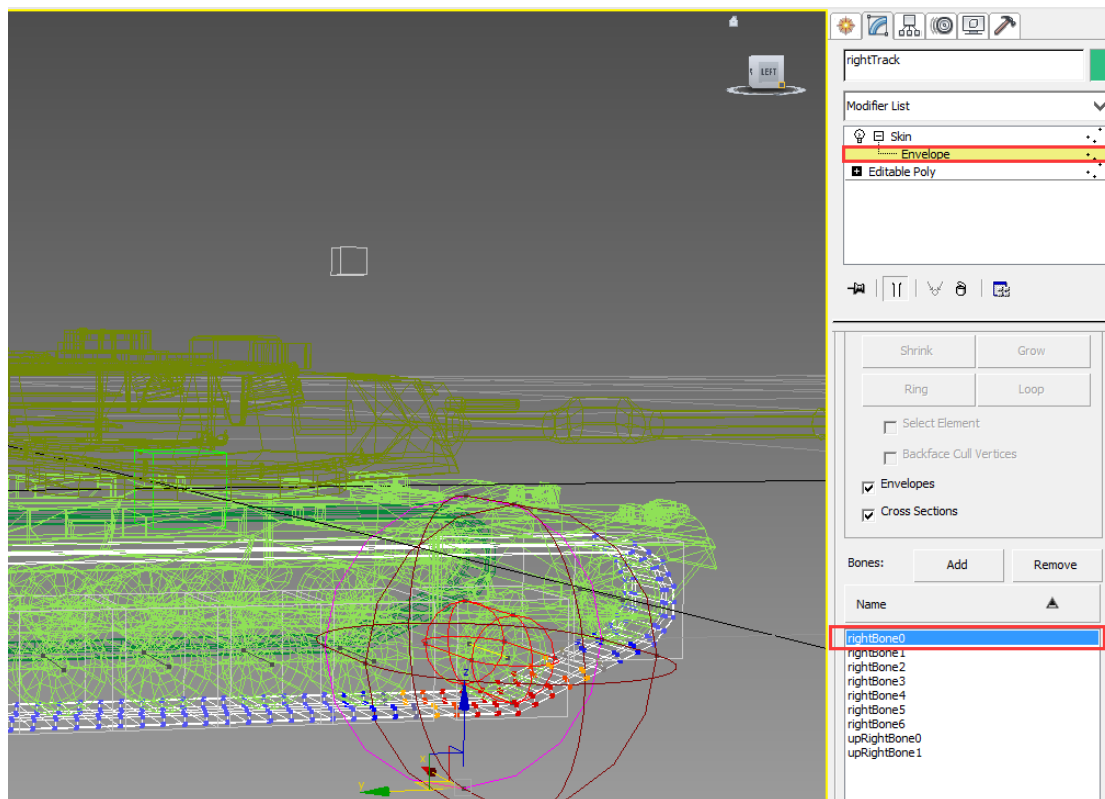 LEFT
z
x
y
rightTrack
Modifier List
Skin
Envelope
Editable Poly
Shrink
Grow
Ring
Loop
Select Element
Backface Cull Vertices
Envelopes
Cross Sections
Bones:
Add
Remove
Name
rightBone0
rightBone1
rightBone2
rightBone3
rightBone4
rightBone5
rightBone6
upRightBone0
upRightBone1